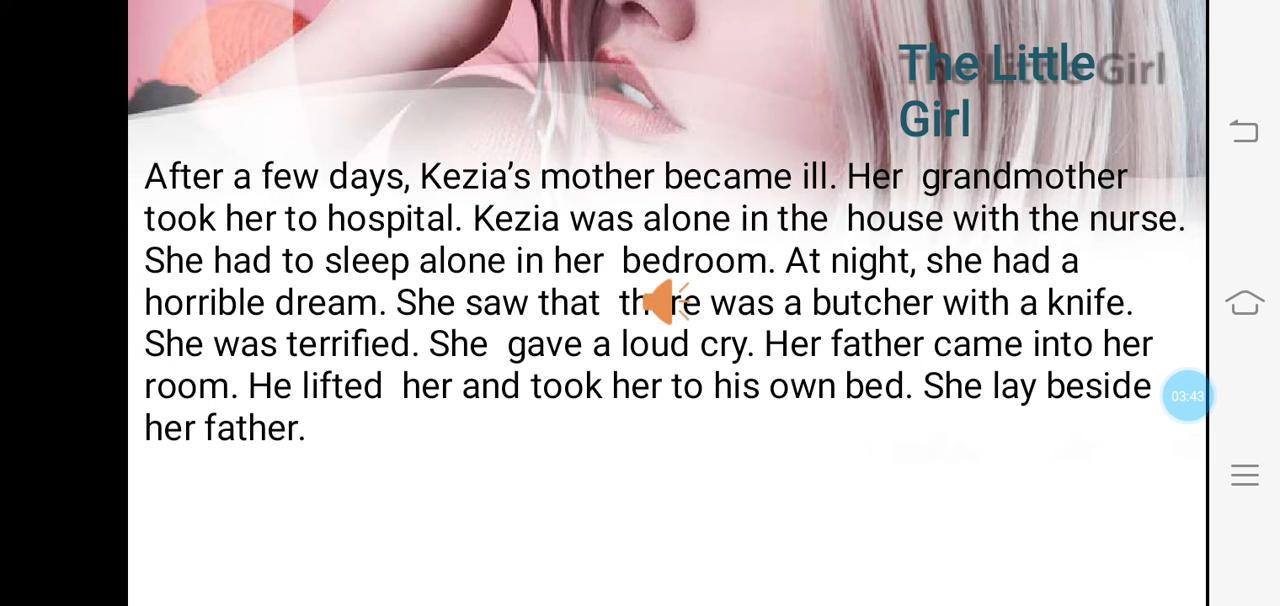 The Little
Girl
After a few days, Kezia’s mother became ill. Her grandmother
took her to hospital. Kezia was alone in the house with the nurse.
She had to sleep alone in her bedroom. At night, she had a
horrible dream. She saw that there was a butcher with a knife.
She was terrified. She gave a loud cry. Her father came into her
room. He lifted her and took her to his own bed. She lay beside
her father.
03:43